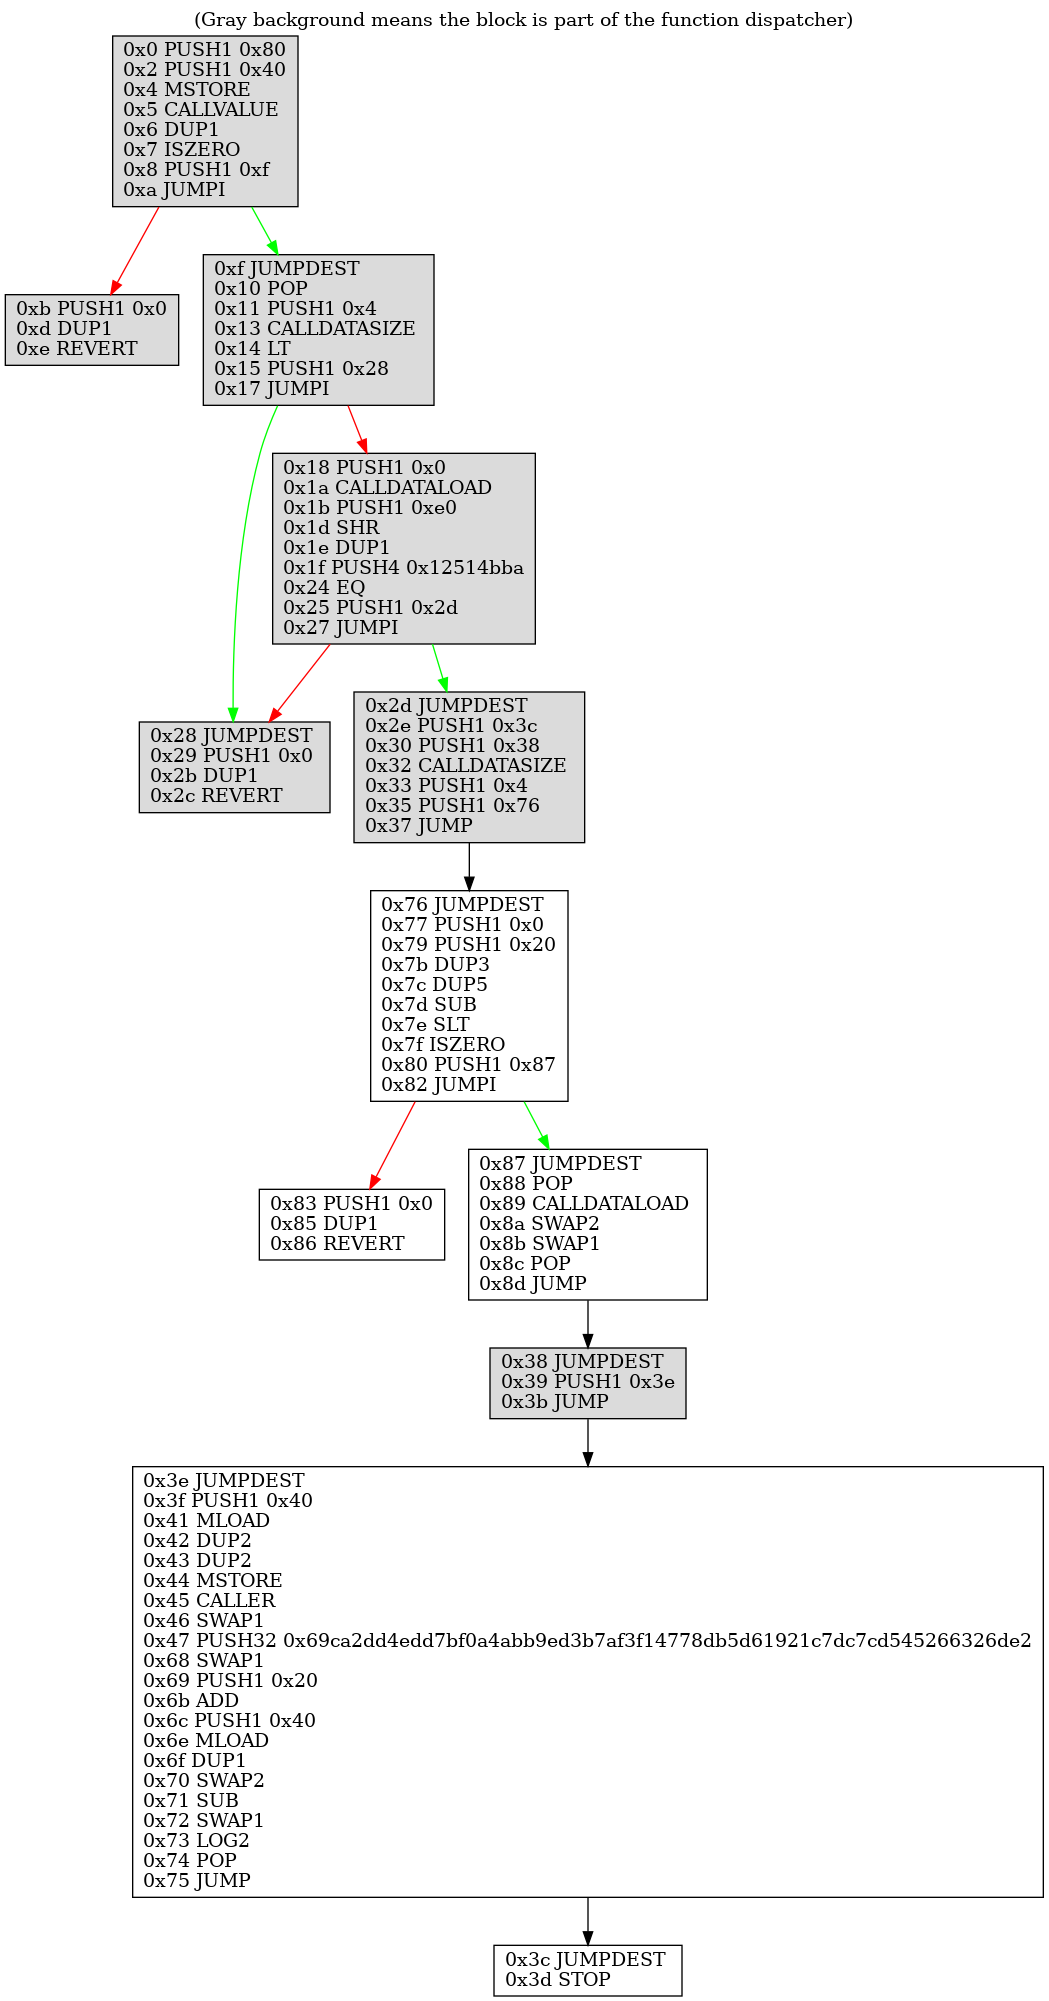 (Gray background means the block is part of the function dispatcher)
0x0 PUSH1 0x80
0x2 PUSH1 0x40
0x4 MSTORE
0x5 CALLVALUE
0x6 DUP1
0x7 ISZERO
0x8 PUSH1 0xf
0xa JUMPI
0xb PUSH1 0x0
0xd DUP1
0xe REVERT
0xf JUMPDEST
0x10 POP
0x11 PUSH1 0x4
0x13 CALLDATASIZE
0x14 LT
0x15 PUSH1 0x28
0x17 JUMPI
0x18 PUSH1 0x0
0x1a CALLDATALOAD
0x1b PUSH1 0xe0
0x1d SHR
0x1e DUP1
0x1f PUSH4 0x12514bba
0x24 EQ
0x25 PUSH1 0x2d
0x27 JUMPI
0x28 JUMPDEST
0x29 PUSH1 0x0
0x2b DUP1
0x2c REVERT
0x2d JUMPDEST
0x2e PUSH1 0x3c
0x30 PUSH1 0x38
0x32 CALLDATASIZE
0x33 PUSH1 0x4
0x35 PUSH1 0x76
0x37 JUMP
0x76 JUMPDEST
0x77 PUSH1 0x0
0x79 PUSH1 0x20
0x7b DUP3
0x7c DUP5
0x7d SUB
0x7e SLT
0x7f ISZERO
0x80 PUSH1 0x87
0x82 JUMPI
0x83 PUSH1 0x0
0x85 DUP1
0x86 REVERT
0x87 JUMPDEST
0x88 POP
0x89 CALLDATALOAD
0x8a SWAP2
0x8b SWAP1
0x8c POP
0x8d JUMP
0x38 JUMPDEST
0x39 PUSH1 0x3e
0x3b JUMP
0x3e JUMPDEST
0x3f PUSH1 0x40
0x41 MLOAD
0x42 DUP2
0x43 DUP2
0x44 MSTORE
0x45 CALLER
0x46 SWAP1
0x47 PUSH32 0x69ca2dd4edd7bf0a4abb9ed3b7af3f14778db5d61921c7dc7cd545266326de2
0x68 SWAP1
0x69 PUSH1 0x20
0x6b ADD
0x6c PUSH1 0x40
0x6e MLOAD
0x6f DUP1
0x70 SWAP2
0x71 SUB
0x72 SWAP1
0x73 LOG2
0x74 POP
0x75 JUMP
0x3c JUMPDEST
0x3d STOP